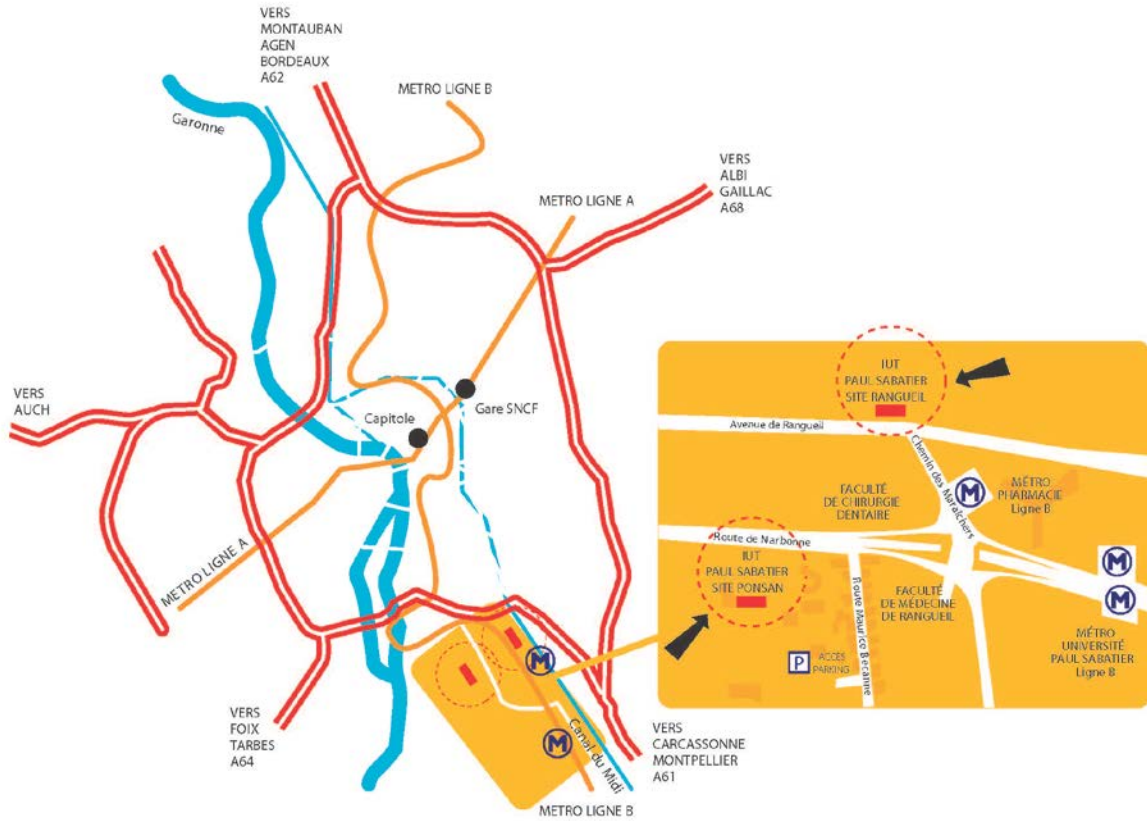 VERS
MONTAUBAN
AGEN
BORDEAUX
A62
METRO LIGNE B
Garonne
VERS
ALBI
GAILLAC
A68
METRO LIGNE A
VERS
AUCH
Capitole
Gare SNCF
METRO LIGNE A
VERS
FOIX
TARBES
A64
M
M
Canal du Midi
METRO LIGNE B
VERS
CARCASSONNE
MONTPELLIER
A61
IUT
PAUL SABATIER
SITE RANGUEIL
Avenue de Rangueil
Chemin des Maraîchers
M
MÉTRO
PHARMACIE
Ligne B
FACULTÉ
DE CHIRURGIE
DENTAIRE
Route de Narbonne
IUT
PAUL SABATIER
SITE PONSAN
Route Maurice Becanne
FACULTÉ
DE MÉDECINE
DE RANGUEIL
P
ACCÈS
PARKING
M
M
MÉTRO
UNIVERSITÉ
PAUL SABATIER
Ligne B